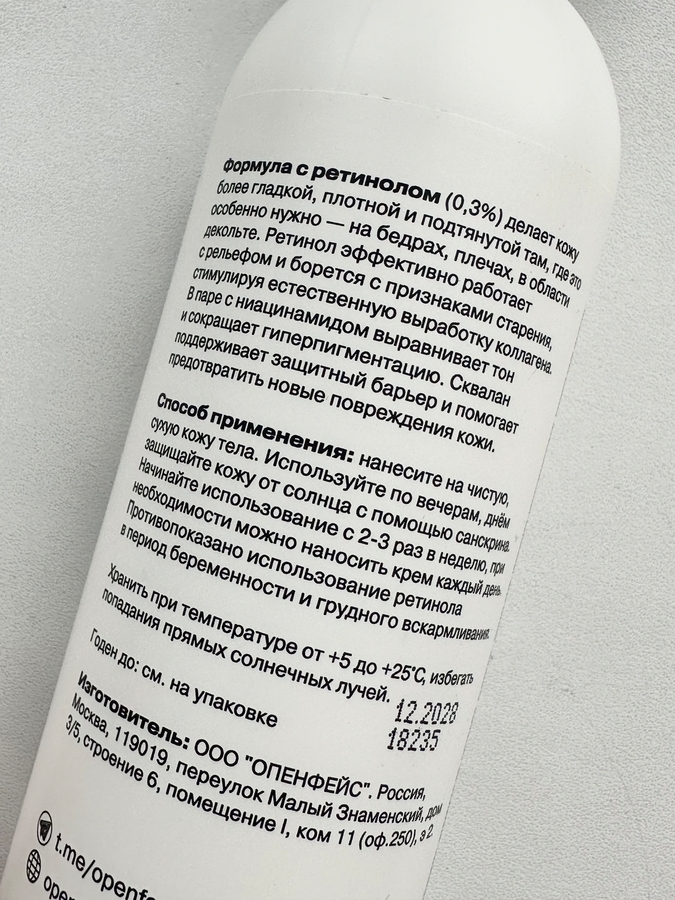 Формула с ретинолом (0,3%) делает кожу
более гладкой, плотной и подтянутой там, где это
особенно нужно — на бедрах, плечах, в области
декольте. Ретинол эффективно работает
с рельефом и борется с признаками старения,
стимулируя естественную выработку коллагена.
В паре с ниацинамидом выравнивает тон
и сокращает гиперпигментацию. Сквалан
поддерживает защитный барьер и помогает
предотвратить новые повреждения кожи.
Способ применения: нанесите на чистую,
сухую кожу тела. Используйте по вечерам, днём
защищайте кожу от солнца с помощью санскрина.
Начинайте использование с 2-3 раз в неделю, при
необходимости можно наносить крем каждый день.
Противопоказано использование ретинола
в период беременности и грудного вскармливания.
Хранить при температуре от +5 до +25°C, избегать
попадания прямых солнечных лучей.
Годен до: см. на упаковке
12.2028
18235
Изготовитель: ООО "ОПЕНФЕЙС". Россия,
Москва, 119019, переулок Малый Знаменский, дом
3/5, строение 6, помещение I, ком 11 (оф.250), э 2.
t.me/openfa
open